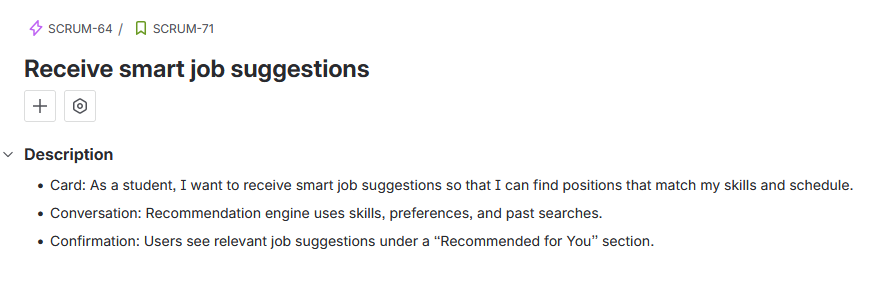 SCRUM-64 / SCRUM-71
Receive smart job suggestions
Description
• Card: As a student, I want to receive smart job suggestions so that I can find positions that match my skills and schedule.
• Conversation: Recommendation engine uses skills, preferences, and past searches.
• Confirmation: Users see relevant job suggestions under a “Recommended for You” section.